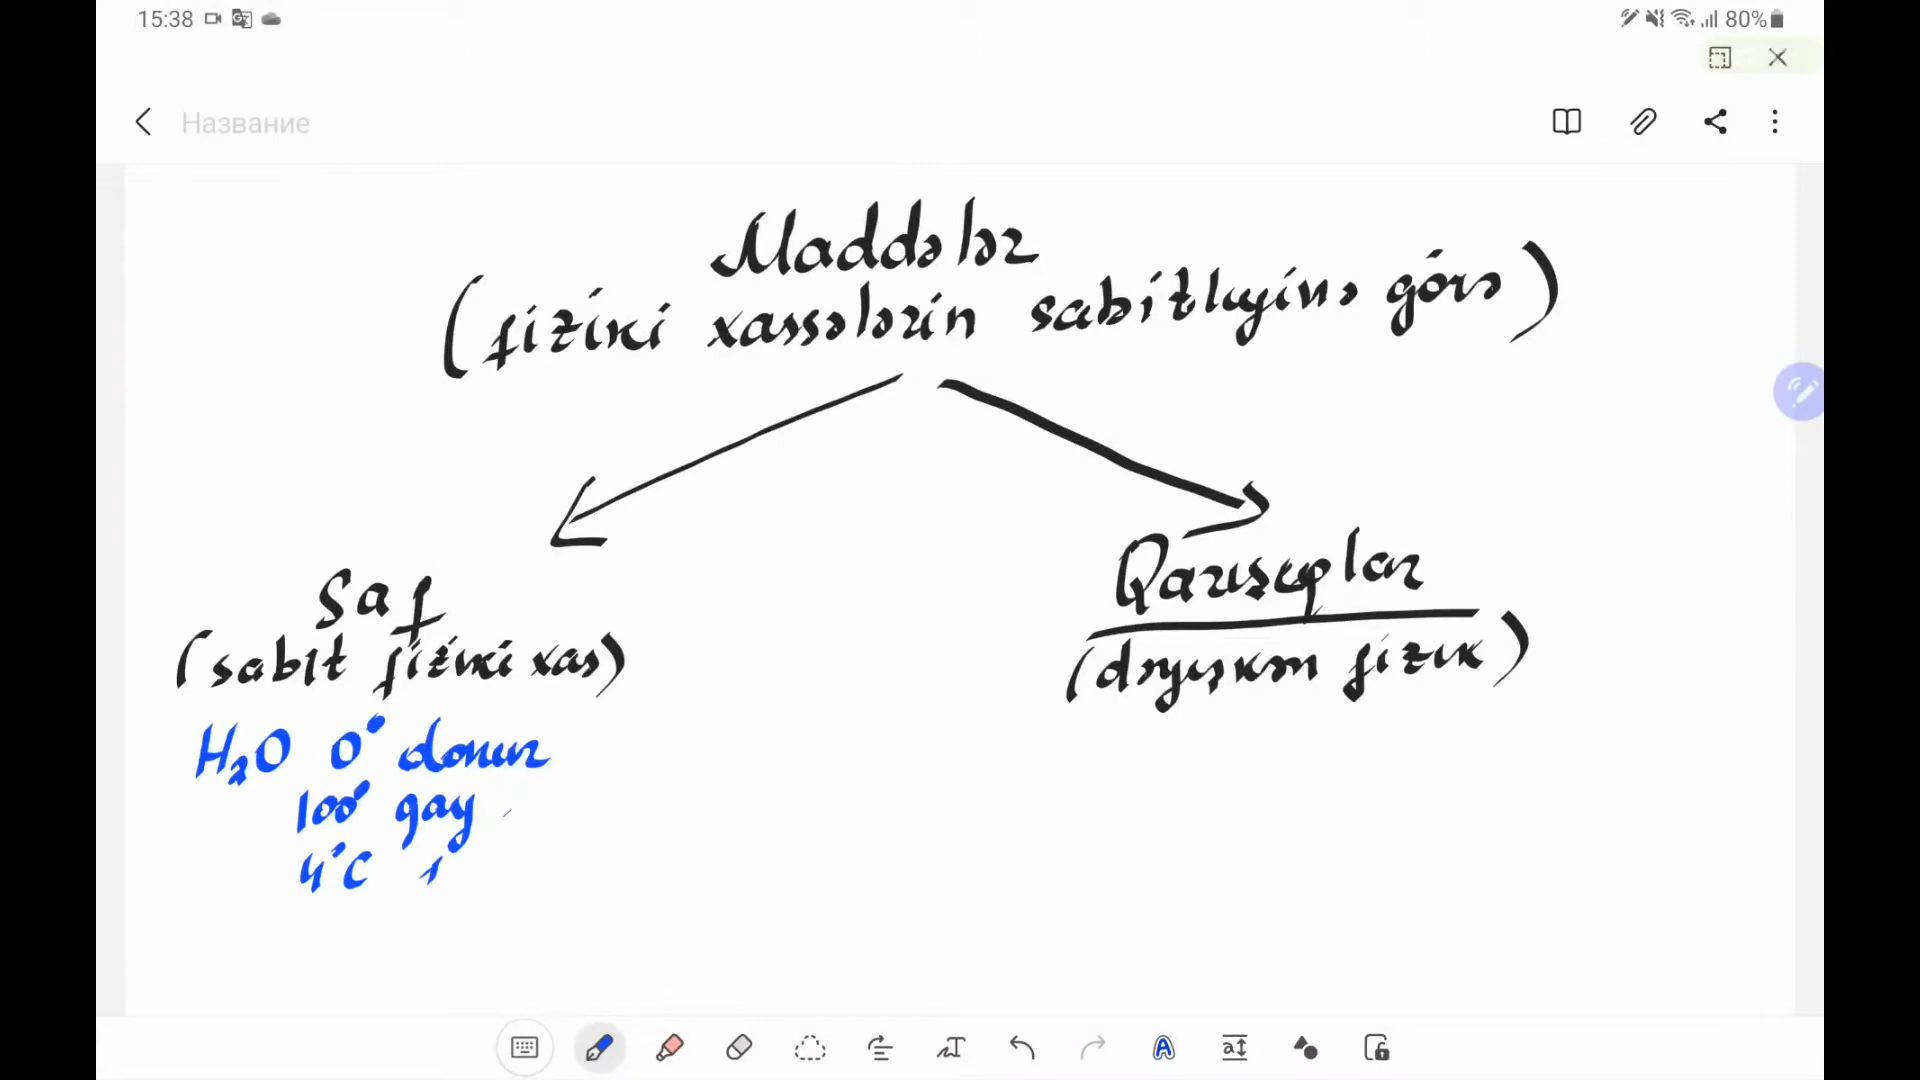 15:38
80%
Название
Maddələr
(fiziki xassələrin sabitliyinə görə)
Saf
(sabit fiziki xas)
H₂O 0° donur
100° qay
4°C 1
Qarışıqlar
(dəyişkən fizik)